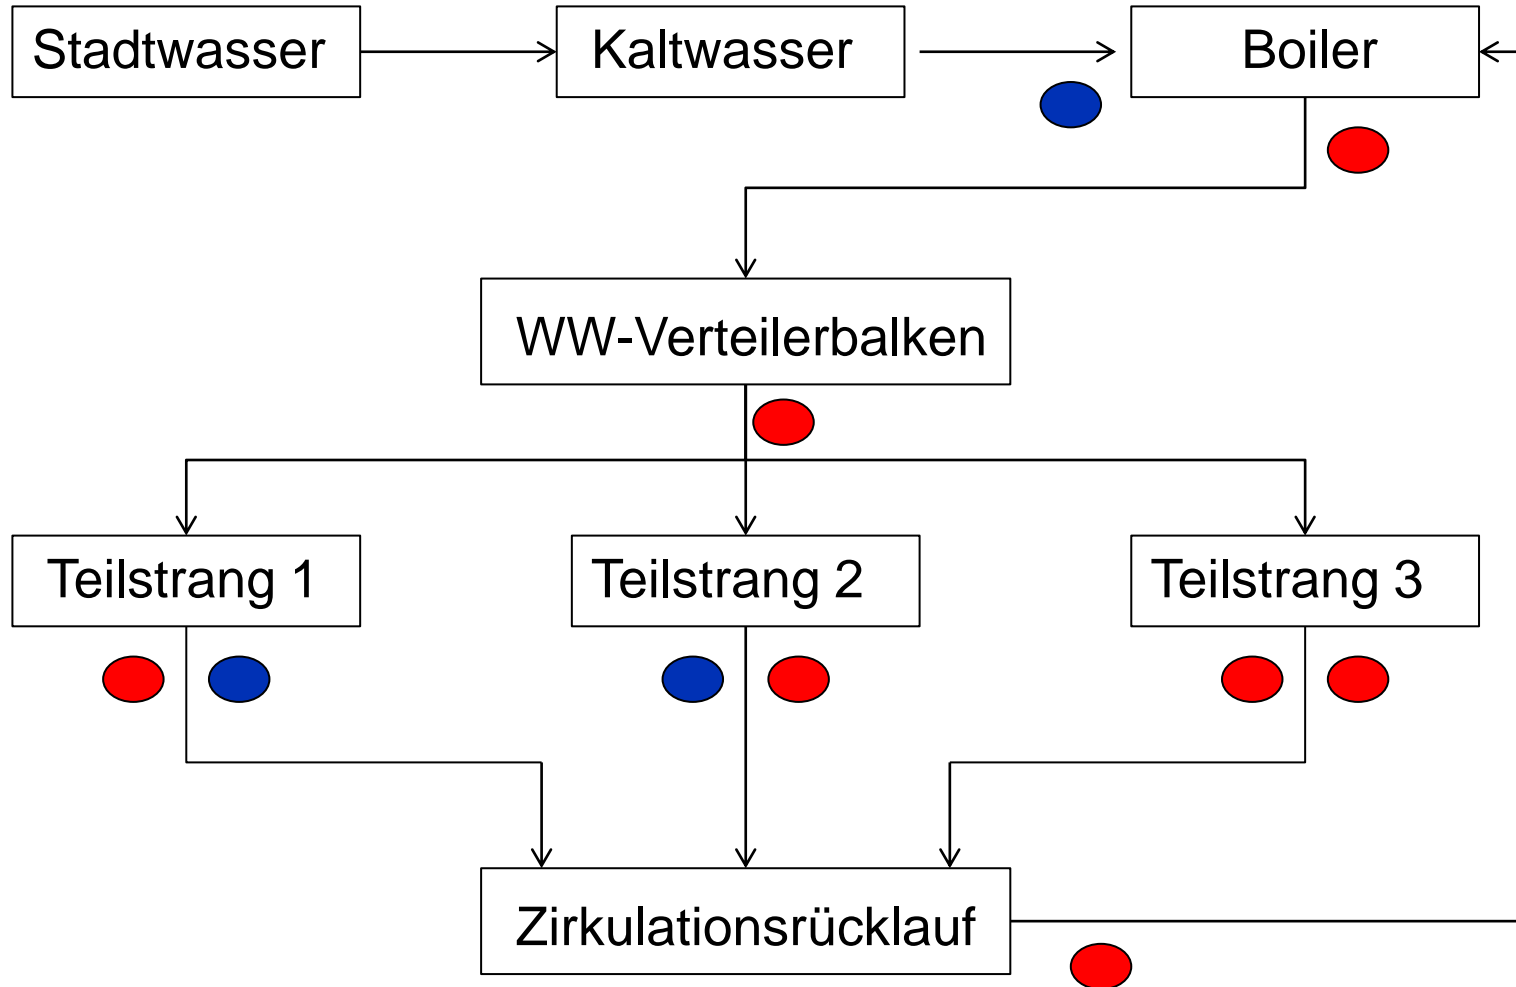 Stadtwasser
Kaltwasser
Boiler
WW-Verteilerbalken
Teilstrang 1
Teilstrang 2
Teilstrang 3
Zirkulationsrücklauf